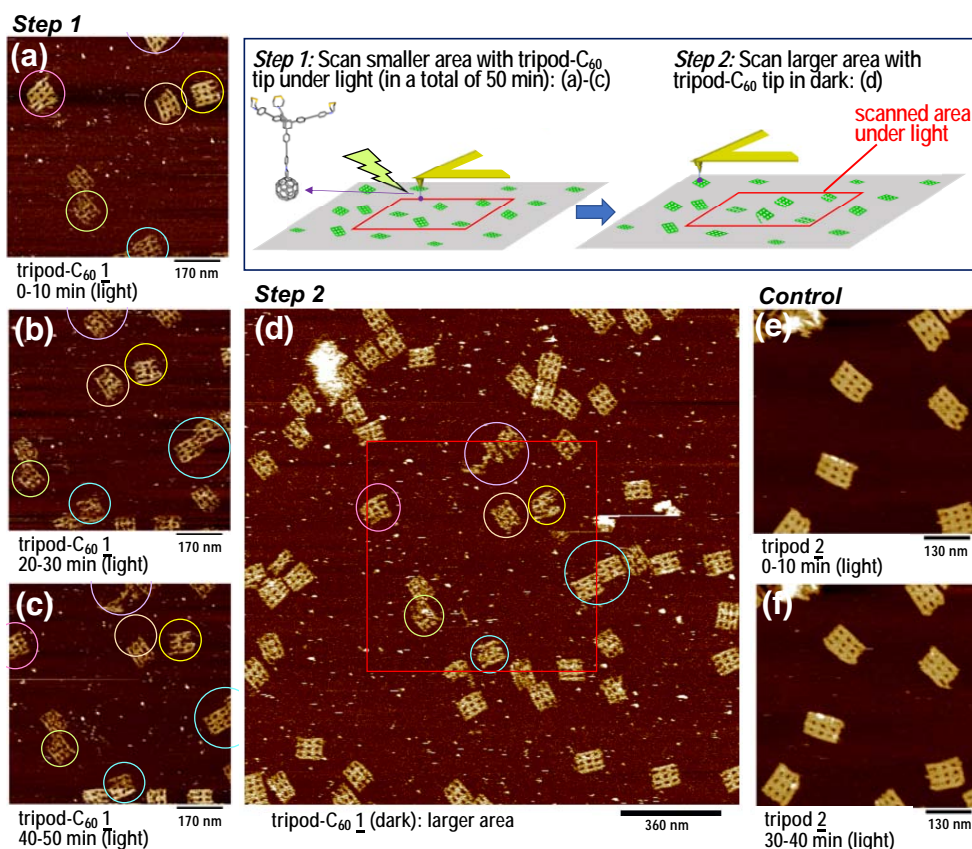 Step 1
(a)
tripod-C60 1
0-10 min (light)
170 nm
Step 1: Scan smaller area with tripod-C60
tip under light (in a total of 50 min): (a)-(c)
Step 2: Scan larger area with
tripod-C60 tip in dark: (d)
scanned area
under light
(b)
tripod-C60 1
20-30 min (light)
170 nm
(c)
tripod-C60 1
40-50 min (light)
170 nm
Step 2
(d)
tripod-C60 1 (dark): larger area
360 nm
Control
(e)
tripod 2
0-10 min (light)
130 nm
(f)
tripod 2
30-40 min (light)
130 nm